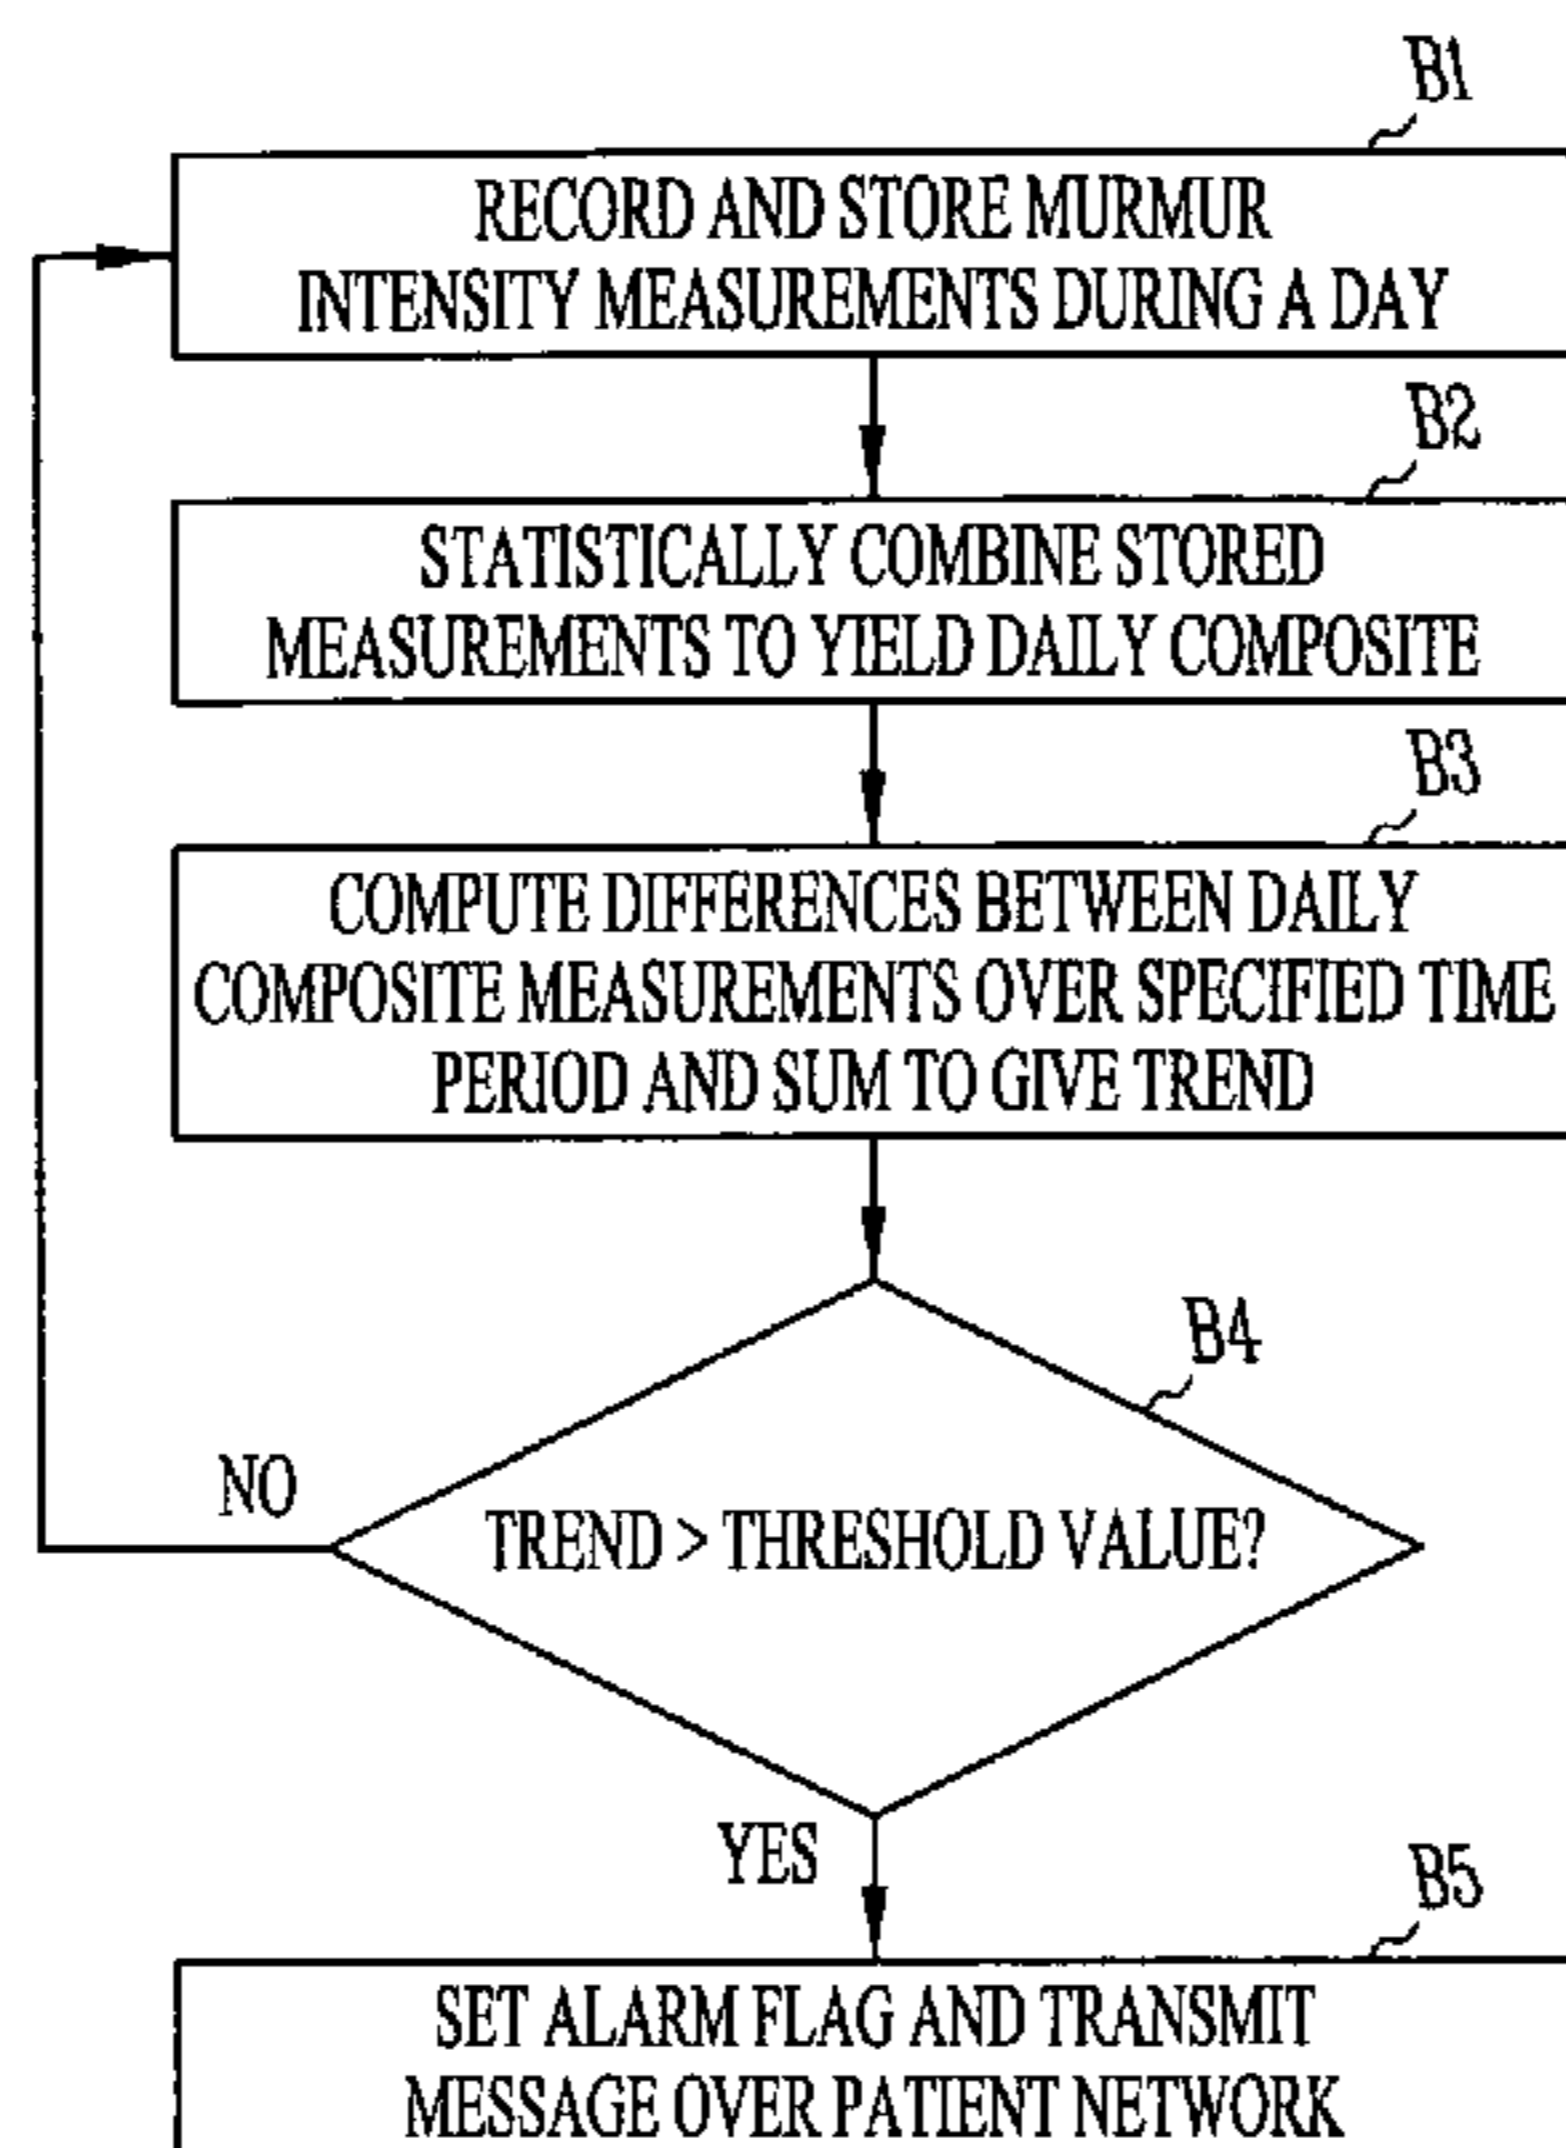 B1
RECORD AND STORE MURMUR
INTENSITY MEASUREMENTS DURING A DAY
B2
STATISTICALLY COMBINE STORED
MEASUREMENTS TO YIELD DAILY COMPOSITE
B3
COMPUTE DIFFERENCES BETWEEN DAILY
COMPOSITE MEASUREMENTS OVER SPECIFIED TIME
PERIOD AND SUM TO GIVE TREND
B4
NO
TREND > THRESHOLD VALUE?
YES
B5
SET ALARM FLAG AND TRANSMIT
MESSAGE OVER PATIENT NETWORK